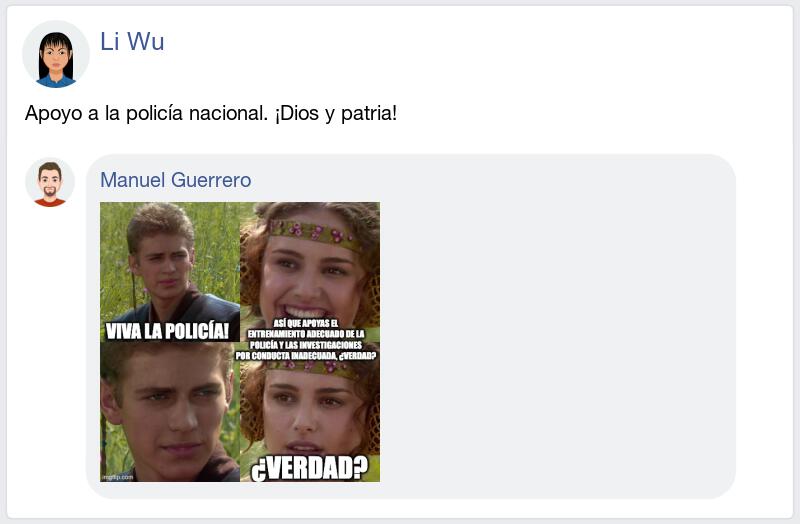 Li Wu
Apoyo a la policía nacional. ¡Dios y patria!
Manuel Guerrero
VIVA LA POLICÍA!
ASÍ QUE APOYAS EL
ENTRENAMIENTO ADECUADO DE LA
POLICÍA Y LAS INVESTIGACIONES
POR CONDUCTA INADECUADA, ¿VERDAD?
¿VERDAD?
imgflip.com